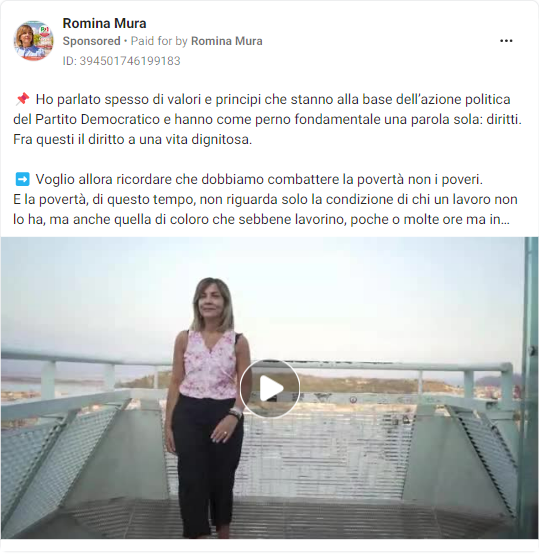 Romina Mura
Sponsored • Paid for by Romina Mura
ID: 394501746199183
📌 Ho parlato spesso di valori e principi che stanno alla base dell’azione politica
del Partito Democratico e hanno come perno fondamentale una parola sola: diritti.
Fra questi il diritto a una vita dignitosa.
➡️ Voglio allora ricordare che dobbiamo combattere la povertà non i poveri.
E la povertà, di questo tempo, non riguarda solo la condizione di chi un lavoro non
lo ha, ma anche quella di coloro che sebbene lavorino, poche o molte ore ma in...